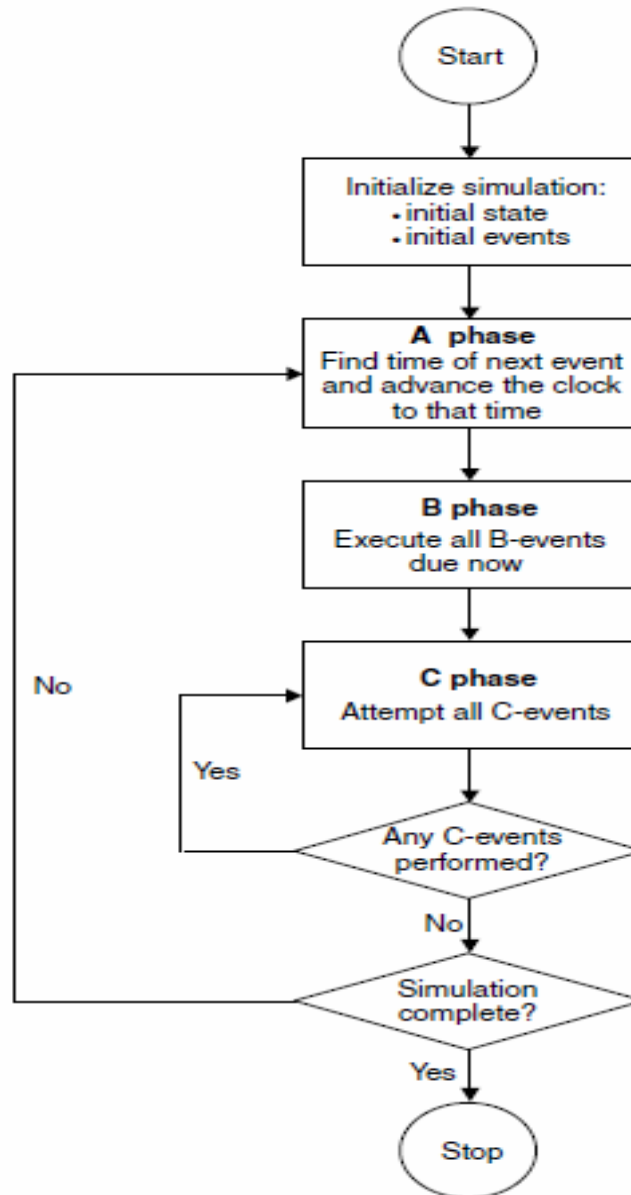 Start
Initialize simulation:
• initial state
• initial events
A phase
Find time of next event
and advance the clock
to that time
B phase
Execute all B-events
due now
C phase
Attempt all C-events
No
Yes
Any C-events
performed?
No
Simulation
complete?
Yes
Stop